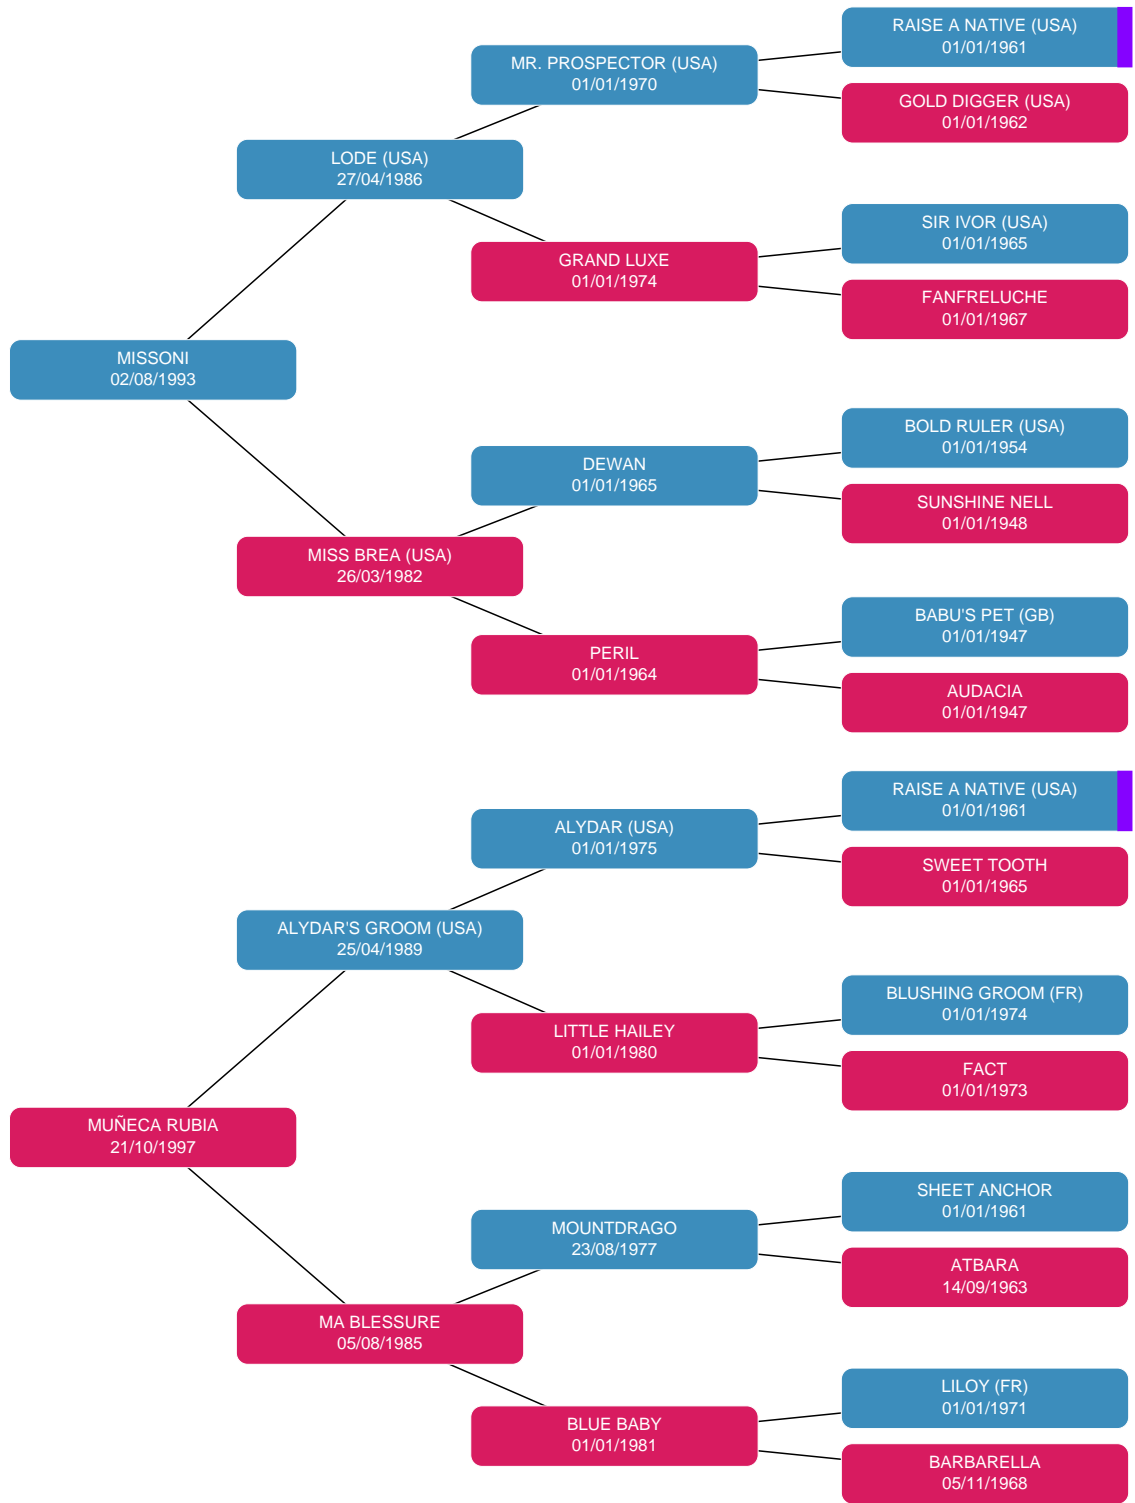 RAISE A NATIVE (USA)
01/01/1961
MR. PROSPECTOR (USA)
01/01/1970
GOLD DIGGER (USA)
01/01/1962
LODE (USA)
27/04/1986
SIR IVOR (USA)
01/01/1965
GRAND LUXE
01/01/1974
FANFRELUCHE
01/01/1967
MISSONI
02/08/1993
BOLD RULER (USA)
01/01/1954
DEWAN
01/01/1965
SUNSHINE NELL
01/01/1948
MISS BREA (USA)
26/03/1982
BABU'S PET (GB)
01/01/1947
PERIL
01/01/1964
AUDACIA
01/01/1947
RAISE A NATIVE (USA)
01/01/1961
ALYDAR (USA)
01/01/1975
SWEET TOOTH
01/01/1965
ALYDAR'S GROOM (USA)
25/04/1989
BLUSHING GROOM (FR)
01/01/1974
LITTLE HAILEY
01/01/1980
FACT
01/01/1973
MUÑECA RUBIA
21/10/1997
SHEET ANCHOR
01/01/1961
MOUNTDRAGO
23/08/1977
ATBARA
14/09/1963
MA BLESSURE
05/08/1985
LILOY (FR)
01/01/1971
BLUE BABY
01/01/1981
BARBARELLA
05/11/1968